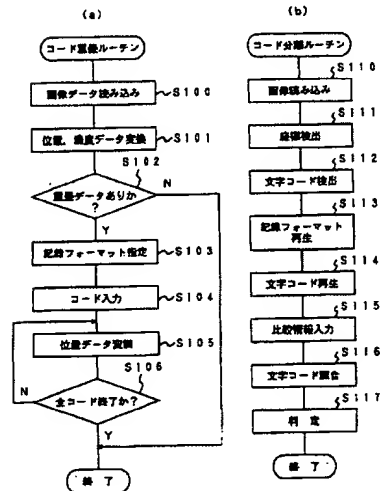 (a)
コード重畳ルーチン
画像データ読み込み
S100
位置、濃度データ変換
S101
S102
重畳データありか
?
N
Y
記録フォーマット指定
S103
コード入力
S104
位置データ変調
S105
S106
全コード終了か?
N
Y
終了
(b)
コード分離ルーチン
S110
画像読み込み
S111
S112
文字コード検出
S113
記録フォーマット
再生
S114
文字コード再生
S115
比較情報入力
S116
文字コード照合
S117
判定
終了